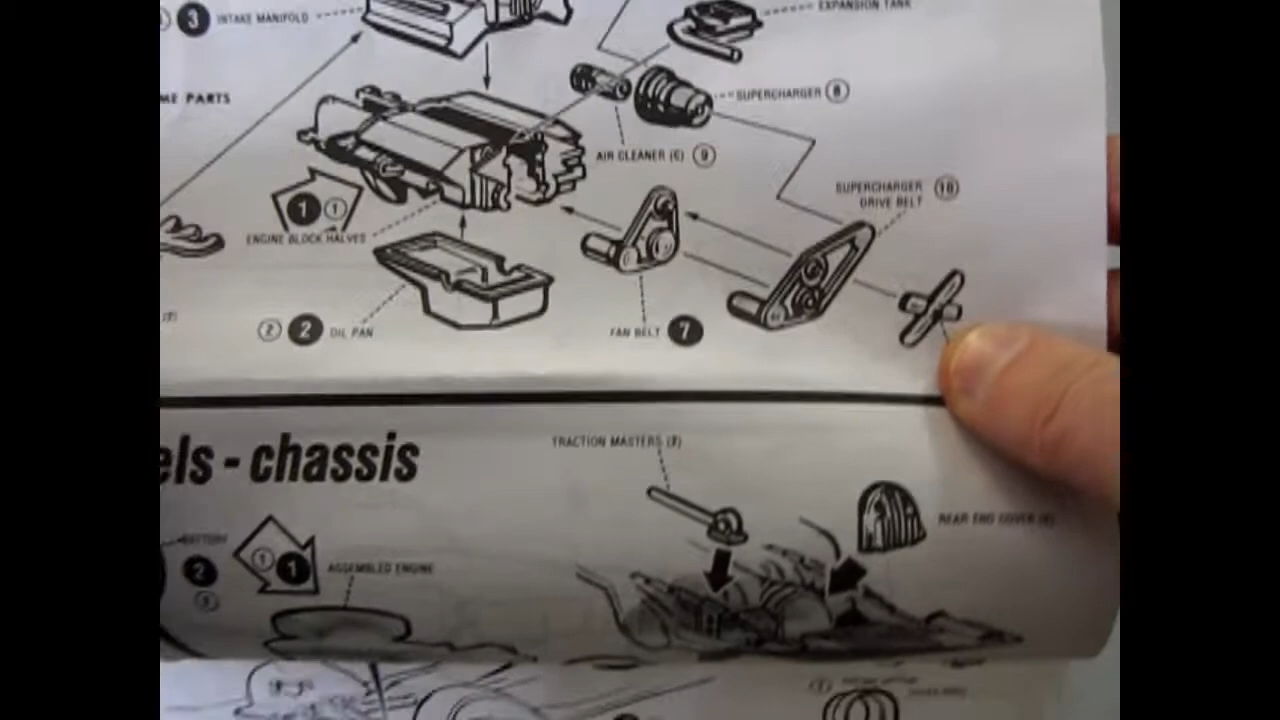 3 INTAKE MANIFOLD
EXPANSION TANK
ME PARTS
SUPERCHARGER 8
AIR CLEANER (C) 9
SUPERCHARGER 10
DRIVE BELT
1 1
ENGINE BLOCK HALVES
2 2 OIL PAN
FAN BELT 7
els - chassis
TRACTION MASTERS
REAR END COVER
BATTERY
2
3
1 1
ASSEMBLED ENGINE